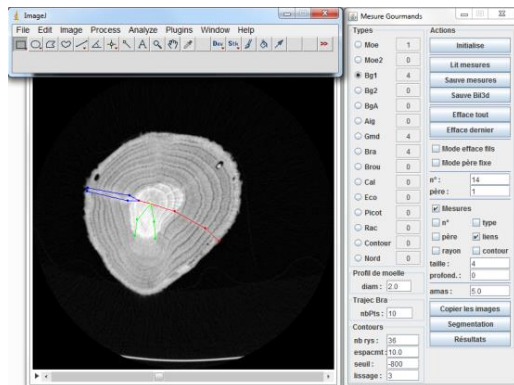 ImageJ
File Edit Image Process Analyze Plugins Window Help
Dev Stk >>
Mesure Gourmands
Types
Moe 1
Moe2 0
Bg1 4
Bg2 0
BgA 0
Aig 0
Gmd 4
Bra 4
Brou 0
Cal 0
Eco 0
Picot 0
Rac 0
Contour 0
Nord 0
Profil de moelle
diam : 2.0
Trajec Bra
nbPts : 10
Contours
nb rys : 36
espacmt : 10.0
seuil : -800
lissage : 3
Actions
Initialise
Lit mesures
Sauve mesures
Sauve Bil3d
Efface tout
Efface dernier
Mode efface fils
Mode père fixe
n° : 14
père : 1
Mesures
n° type
père liens
rayon contour
taille : 4
profond. : 0
amas : 5.0
Copier les images
Segmentation
Résultats